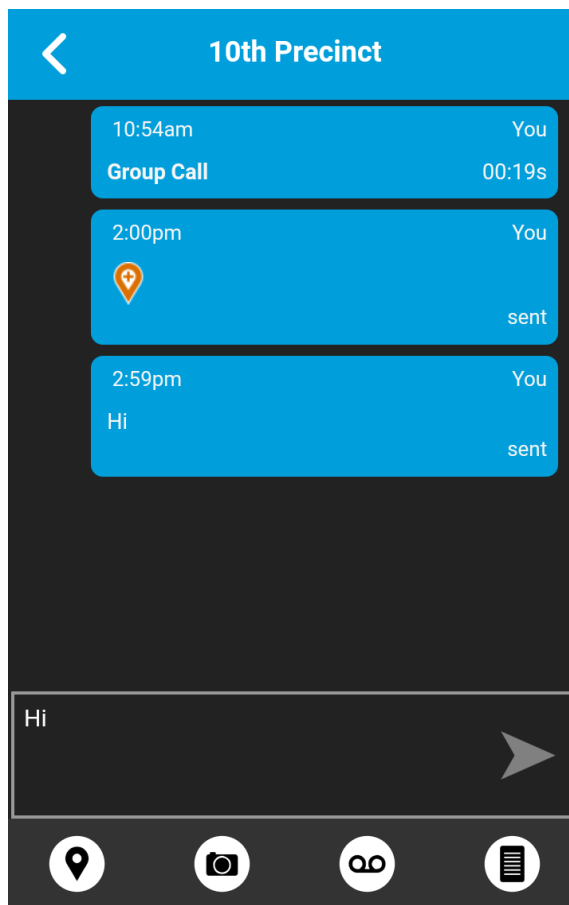 10th Precinct
10:54am You
Group Call 00:19s
2:00pm You
sent
2:59pm You
Hi
sent
Hi